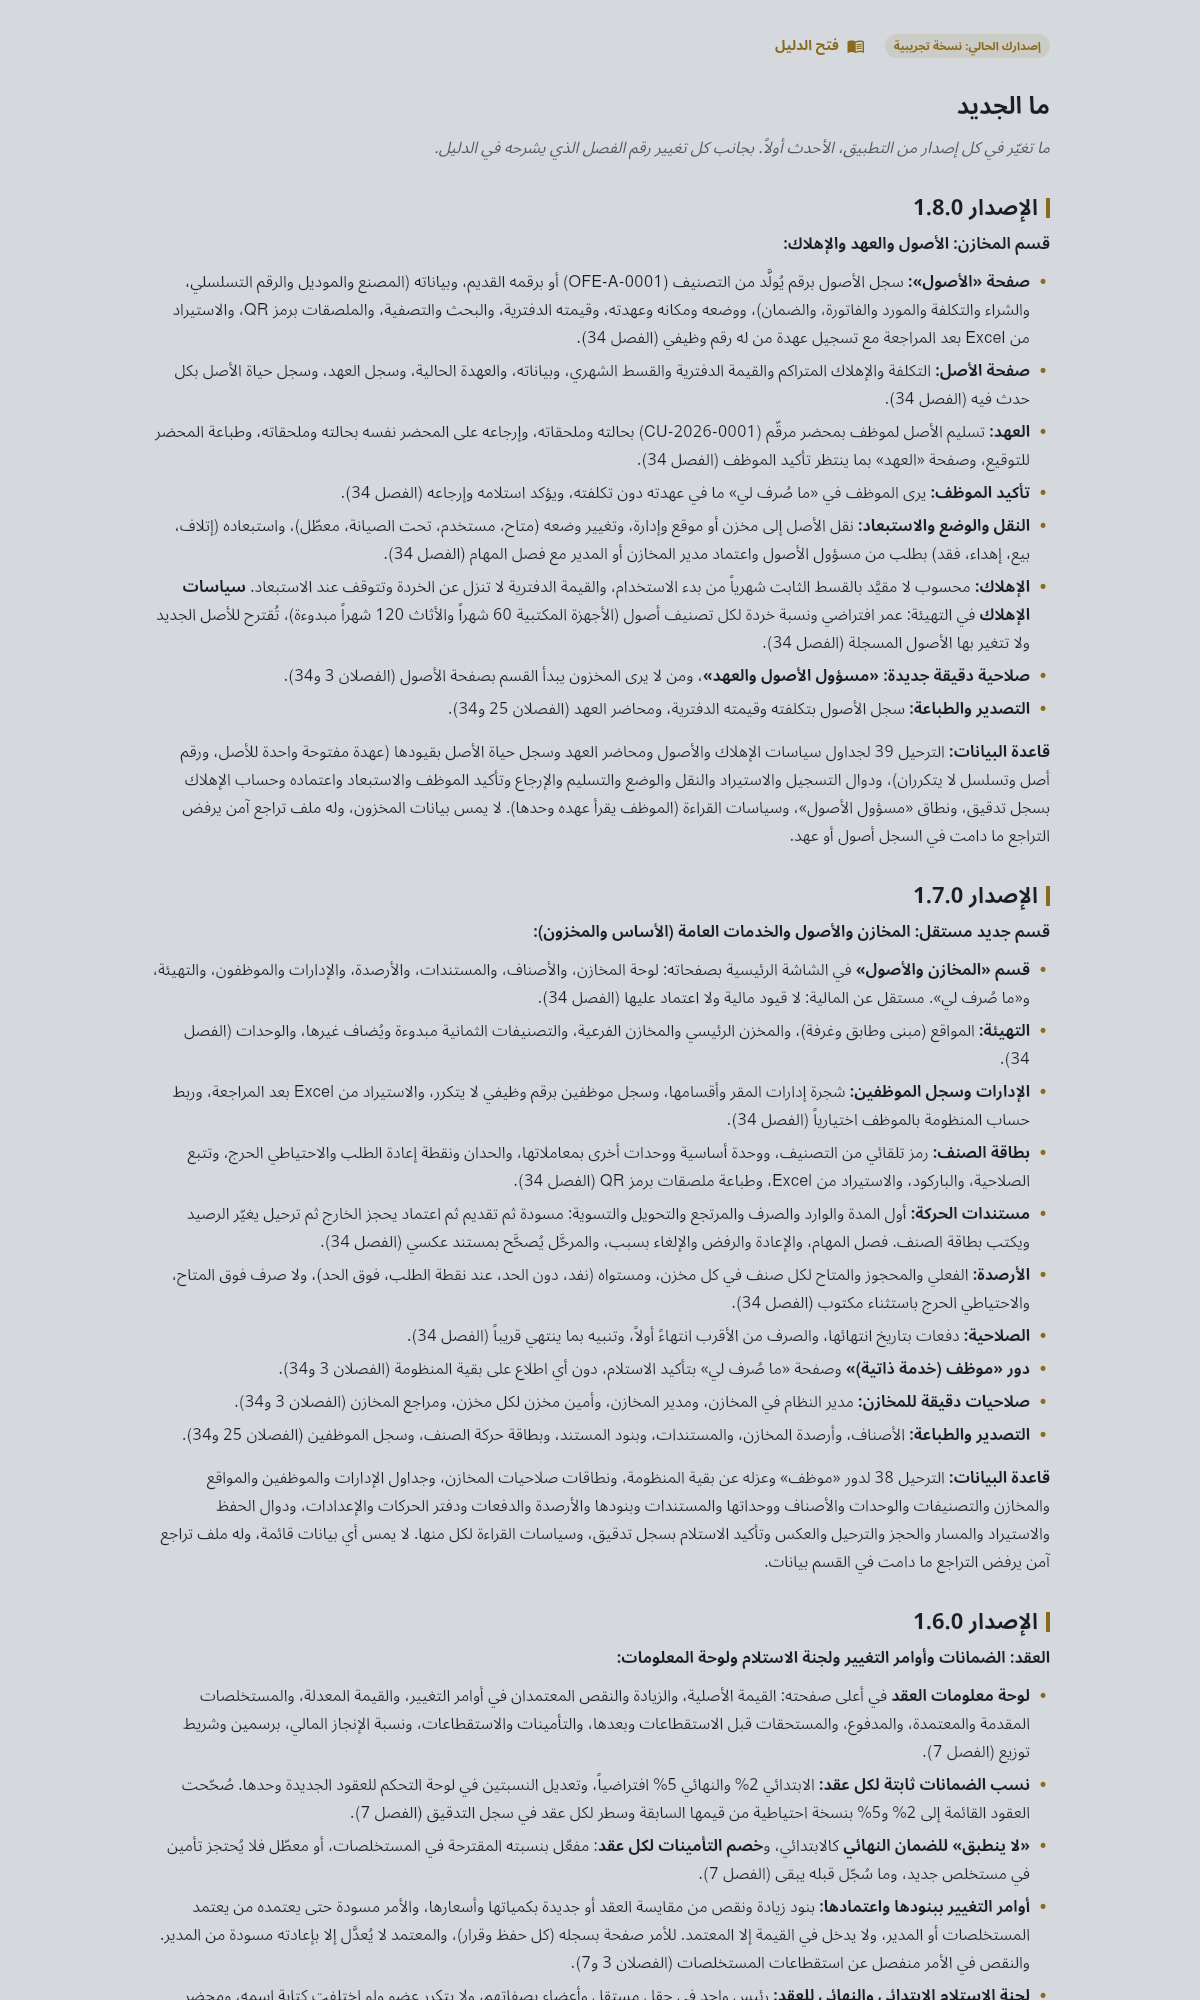 إصدارك الحالي: نسخة تجريبية
فتح الدليل
ما الجديد
ما تغيّر في كل إصدار من التطبيق، الأحدث أولاً. بجانب كل تغيير رقم الفصل الذي يشرحه في الدليل.
الإصدار 1.8.0
قسم المخازن: الأصول والعهد والإهلاك:
• صفحة «الأصول»: سجل الأصول برقم يُولَّد من التصنيف (OFE-A-0001) أو برقمه القديم، وبياناته (المصنع والموديل والرقم التسلسلي،
والشراء والتكلفة والمورد والفاتورة، والضمان)، ووضعه ومكانه وعهدته، وقيمته الدفترية، والبحث والتصفية، والملصقات برمز QR، والاستيراد
من Excel بعد المراجعة مع تسجيل عهدة من له رقم وظيفي (الفصل 34).
• صفحة الأصل: التكلفة والإهلاك المتراكم والقيمة الدفترية والقسط الشهري، وبياناته، والعهدة الحالية، وسجل العهد، وسجل حياة الأصل بكل
حدث فيه (الفصل 34).
• العهد: تسليم الأصل لموظف بمحضر مرقّم (CU-2026-0001) بحالته وملحقاته، وإرجاعه على المحضر نفسه بحالته وملحقاته، وطباعة المحضر
للتوقيع، وصفحة «العهد» بما ينتظر تأكيد الموظف (الفصل 34).
• تأكيد الموظف: يرى الموظف في «ما صُرف لي» ما في عهدته دون تكلفته، ويؤكد استلامه وإرجاعه (الفصل 34).
• النقل والوضع والاستبعاد: نقل الأصل إلى مخزن أو موقع وإدارة، وتغيير وضعه (متاح، مستخدم، تحت الصيانة، معطّل)، واستبعاده (إتلاف،
بيع، إهداء، فقد) بطلب من مسؤول الأصول واعتماد مدير المخازن أو المدير مع فصل المهام (الفصل 34).
• الإهلاك: محسوب لا مقيَّد بالقسط الثابت شهرياً من بدء الاستخدام، والقيمة الدفترية لا تنزل عن الخردة وتتوقف عند الاستبعاد. سياسات
الإهلاك في التهيئة: عمر افتراضي ونسبة خردة لكل تصنيف أصول (الأجهزة المكتبية 60 شهراً والأثاث 120 شهراً مبدوءة)، تُقترح للأصل الجديد
ولا تتغير بها الأصول المسجلة (الفصل 34).
• صلاحية دقيقة جديدة: «مسؤول الأصول والعهد»، ومن لا يرى المخزون يبدأ القسم بصفحة الأصول (الفصلان 3 و34).
• التصدير والطباعة: سجل الأصول بتكلفته وقيمته الدفترية، ومحاضر العهد (الفصلان 25 و34).
قاعدة البيانات: الترحيل 39 لجداول سياسات الإهلاك والأصول ومحاضر العهد وسجل حياة الأصل بقيودها (عهدة مفتوحة واحدة للأصل، ورقم
أصل وتسلسل لا يتكرران)، ودوال التسجيل والاستيراد والنقل والوضع والتسليم والإرجاع وتأكيد الموظف والاستبعاد واعتماده وحساب الإهلاك
بسجل تدقيق، ونطاق «مسؤول الأصول»، وسياسات القراءة (الموظف يقرأ عهده وحدها). لا يمس بيانات المخزون، وله ملف تراجع آمن يرفض
التراجع ما دامت في السجل أصول أو عهد.
الإصدار 1.7.0
قسم جديد مستقل: المخازن والأصول والخدمات العامة (الأساس والمخزون):
• قسم «المخازن والأصول» في الشاشة الرئيسية بصفحاته: لوحة المخازن، والأصناف، والمستندات، والأرصدة، والإدارات والموظفون، والتهيئة،
و«ما صُرف لي». مستقل عن المالية: لا قيود مالية ولا اعتماد عليها (الفصل 34).
• التهيئة: المواقع (مبنى وطابق وغرفة)، والمخزن الرئيسي والمخازن الفرعية، والتصنيفات الثمانية مبدوءة ويُضاف غيرها، والوحدات (الفصل
34).
• الإدارات وسجل الموظفين: شجرة إدارات المقر وأقسامها، وسجل موظفين برقم وظيفي لا يتكرر، والاستيراد من Excel بعد المراجعة، وربط
حساب المنظومة بالموظف اختيارياً (الفصل 34).
• بطاقة الصنف: رمز تلقائي من التصنيف، ووحدة أساسية ووحدات أخرى بمعاملاتها، والحدان ونقطة إعادة الطلب والاحتياطي الحرج، وتتبع
الصلاحية، والباركود، والاستيراد من Excel، وطباعة ملصقات برمز QR (الفصل 34).
• مستندات الحركة: أول المدة والوارد والصرف والمرتجع والتحويل والتسوية: مسودة ثم تقديم ثم اعتماد يحجز الخارج ثم ترحيل يغيّر الرصيد
ويكتب بطاقة الصنف. فصل المهام، والإعادة والرفض والإلغاء بسبب، والمرحَّل يُصحَّح بمستند عكسي (الفصل 34).
• الأرصدة: الفعلي والمحجوز والمتاح لكل صنف في كل مخزن، ومستواه (نفد، دون الحد، عند نقطة الطلب، فوق الحد)، ولا صرف فوق المتاح،
والاحتياطي الحرج باستثناء مكتوب (الفصل 34).
• الصلاحية: دفعات بتاريخ انتهائها، والصرف من الأقرب انتهاءً أولاً، وتنبيه بما ينتهي قريباً (الفصل 34).
• دور «موظف (خدمة ذاتية)» وصفحة «ما صُرف لي» بتأكيد الاستلام، دون أي اطلاع على بقية المنظومة (الفصلان 3 و34).
• صلاحيات دقيقة للمخازن: مدير النظام في المخازن، ومدير المخازن، وأمين مخزن لكل مخزن، ومراجع المخازن (الفصلان 3 و34).
• التصدير والطباعة: الأصناف، وأرصدة المخازن، والمستندات، وبنود المستند، وبطاقة حركة الصنف، وسجل الموظفين (الفصلان 25 و34).
قاعدة البيانات: الترحيل 38 لدور «موظف» وعزله عن بقية المنظومة، ونطاقات صلاحيات المخازن، وجداول الإدارات والموظفين والمواقع
والمخازن والتصنيفات والوحدات والأصناف ووحداتها والمستندات وبنودها والأرصدة والدفعات ودفتر الحركات والإعدادات، ودوال الحفظ
والاستيراد والمسار والحجز والترحيل والعكس وتأكيد الاستلام بسجل تدقيق، وسياسات القراءة لكل منها. لا يمس أي بيانات قائمة، وله ملف تراجع
آمن يرفض التراجع ما دامت في القسم بيانات.
الإصدار 1.6.0
العقد: الضمانات وأوامر التغيير ولجنة الاستلام ولوحة المعلومات:
• لوحة معلومات العقد في أعلى صفحته: القيمة الأصلية، والزيادة والنقص المعتمدان في أوامر التغيير، والقيمة المعدلة، والمستخلصات
المقدمة والمعتمدة، والمدفوع، والمستحقات قبل الاستقطاعات وبعدها، والتأمينات والاستقطاعات، ونسبة الإنجاز المالي، برسمين وشريط
توزيع (الفصل 7).
• نسب الضمانات ثابتة لكل عقد: الابتدائي 2% والنهائي 5% افتراضياً، وتعديل النسبتين في لوحة التحكم للعقود الجديدة وحدها. صُحّحت
العقود القائمة إلى 2% و5% بنسخة احتياطية من قيمها السابقة وسطر لكل عقد في سجل التدقيق (الفصل 7).
• «لا ينطبق» للضمان النهائي كالابتدائي، وخصم التأمينات لكل عقد: مفعّل بنسبته المقترحة في المستخلصات، أو معطّل فلا يُحتجز تأمين
في مستخلص جديد، وما سُجّل قبله يبقى (الفصل 7).
• أوامر التغيير ببنودها واعتمادها: بنود زيادة ونقص من مقايسة العقد أو جديدة بكمياتها وأسعارها، والأمر مسودة حتى يعتمده من يعتمد
المستخلصات أو المدير، ولا يدخل في القيمة إلا المعتمد. للأمر صفحة بسجله (كل حفظ وقرار)، والمعتمد لا يُعدَّل إلا بإعادته مسودة من المدير.
والنقص في الأمر منفصل عن استقطاعات المستخلصات (الفصلان 3 و7).
• لجنة الاستلام الابتدائي والنهائي للعقد: رئيس واحد في حقل مستقل وأعضاء بصفاتهم، ولا يتكرر عضو ولو اختلفت كتابة اسمه، ومحضر